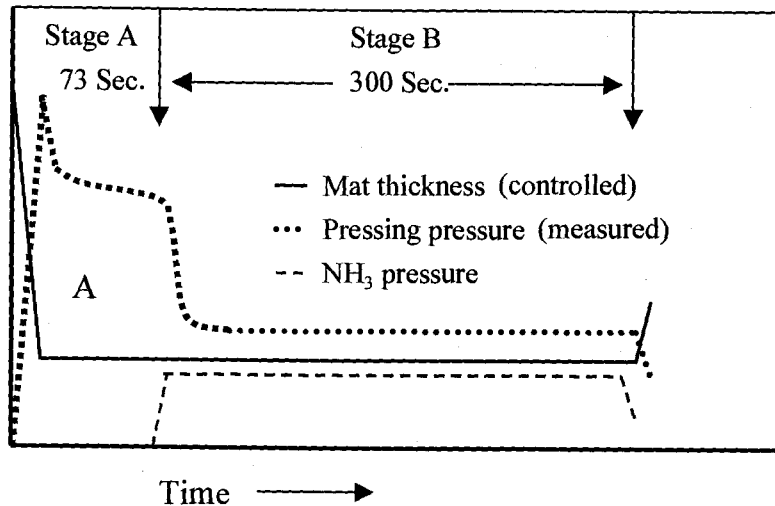 Stage A
73 Sec.
Stage B
300 Sec.
Mat thickness (controlled)
Pressing pressure (measured)
NH₃ pressure
A
Time